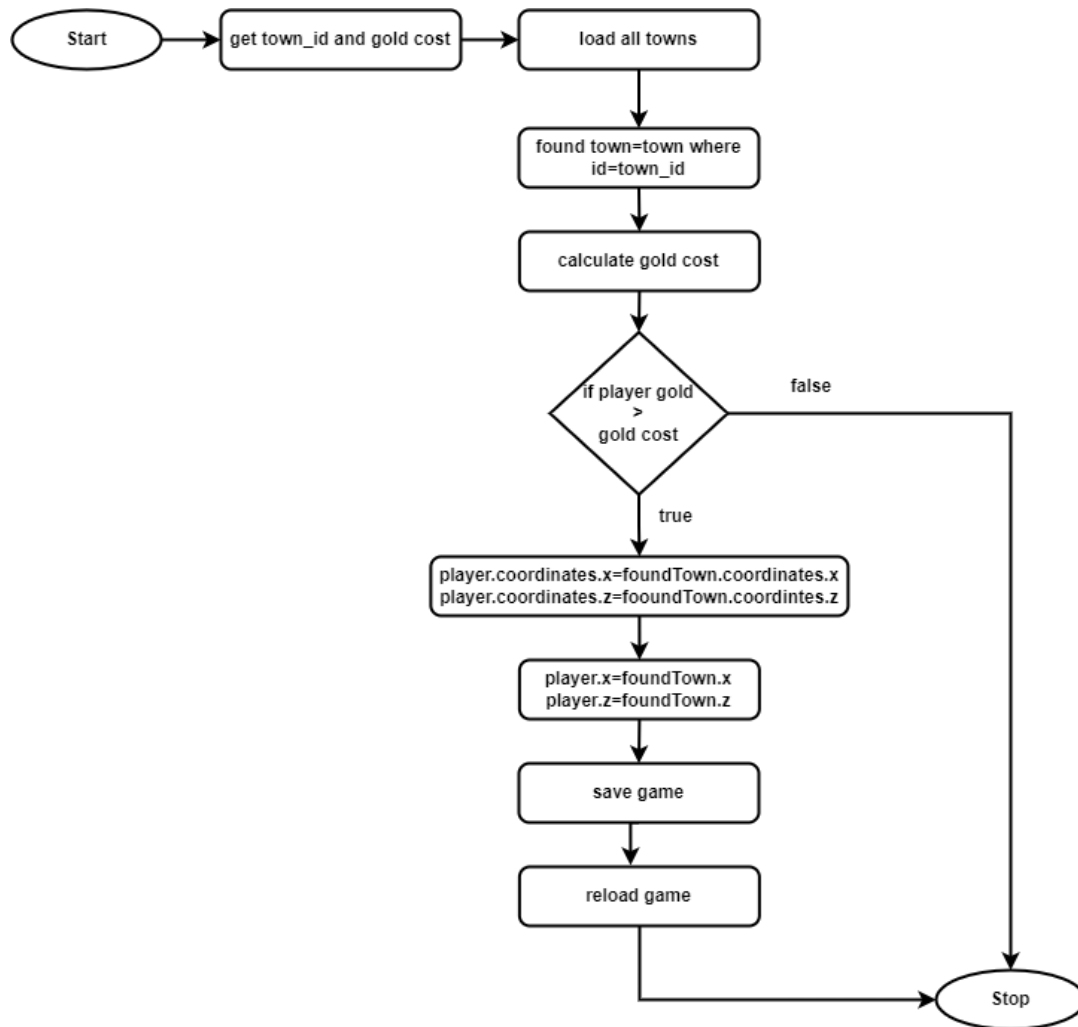 Start
get town_id and gold cost
load all towns
found town=town where
id=town_id
calculate gold cost
if player gold
>
gold cost
false
true
player.coordinates.x=foundTown.coordinates.x
player.coordinates.z=fooundTown.coordintes.z
player.x=foundTown.x
player.z=foundTown.z
save game
reload game
Stop